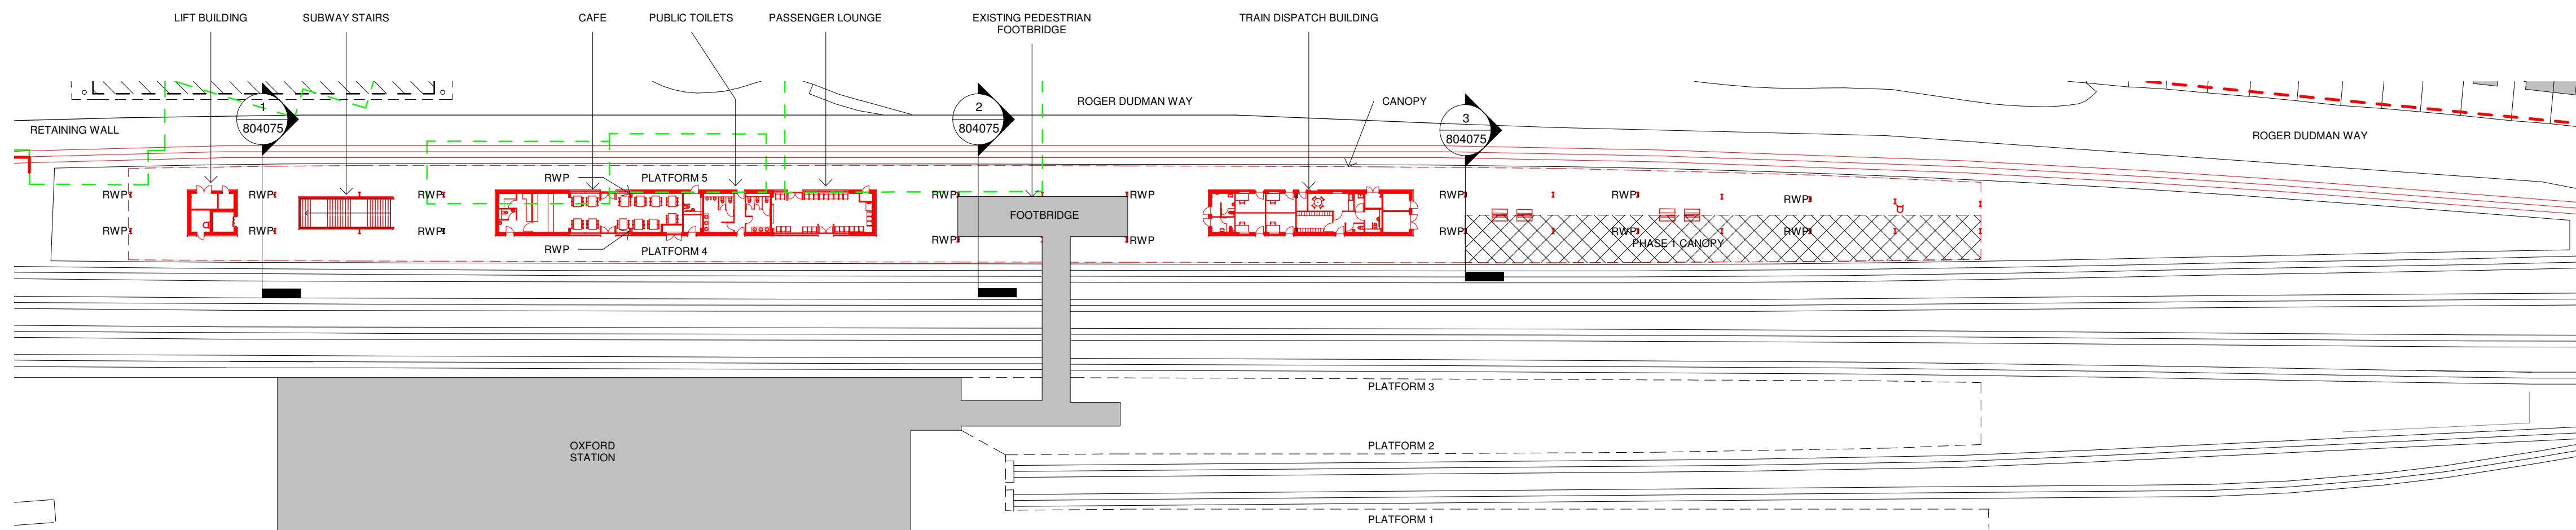 LIFT BUILDING
SUBWAY STAIRS
CAFE
PUBLIC TOILETS
PASSENGER LOUNGE
EXISTING PEDESTRIAN
FOOTBRIDGE
TRAIN DISPATCH BUILDING
RETAINING WALL
1
804075
2
804075
ROGER DUDMAN WAY
CANOPY
3
804075
ROGER DUDMAN WAY
RWP
RWP
RWP
RWP
PLATFORM 5
RWP
RWP
RWP
RWP
RWP
RWP
RWP
RWP
RWP
PLATFORM 4
RWP
FOOTBRIDGE
RWP
RWP
RWP
RWP
PHASE 1 CANOPY
PLATFORM 3
OXFORD
STATION
PLATFORM 2
PLATFORM 1